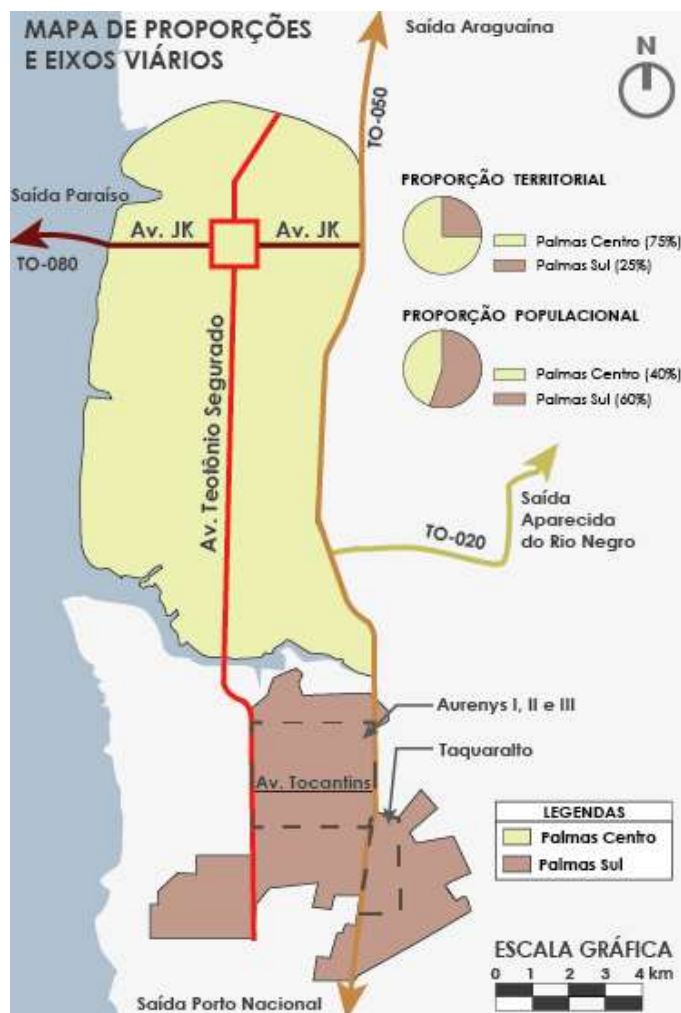 MAPA DE PROPORÇÕES
E EIXOS VIÁRIOS
Saída Araguaína
N
TO-050
PROPORÇÃO TERRITORIAL
Palmas Centro (75%)
Palmas Sul (25%)
Saída Paraíso
Av. JK
Av. JK
TO-080
PROPORÇÃO POPULACIONAL
Palmas Centro (40%)
Palmas Sul (60%)
Av. Teotônio Segurado
Saída
Aparecida
do Rio Negro
TO-020
Aurenys I, II e III
Taquaralto
Av. Tocantins
LEGENDAS
Palmas Centro
Palmas Sul
ESCALA GRÁFICA
0 1 2 3 4 km
Saída Porto Nacional